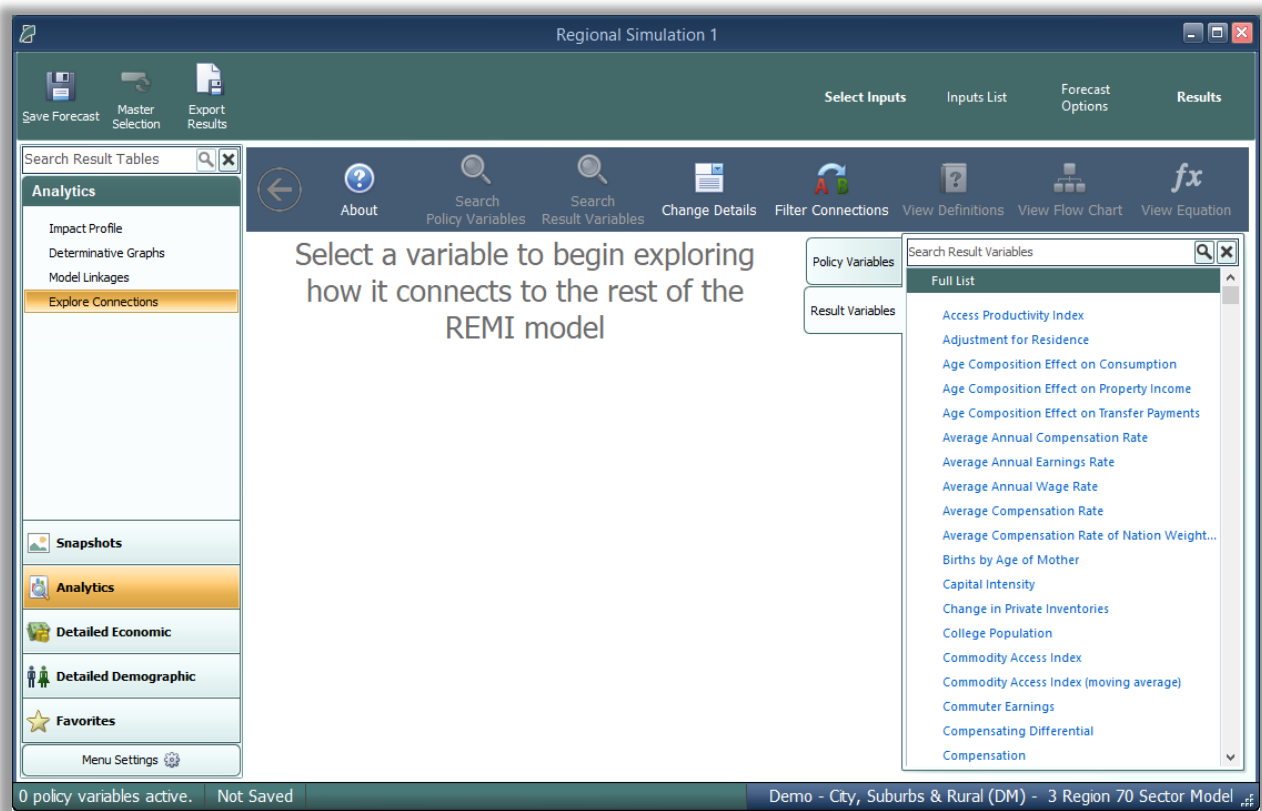 Regional Simulation 1
Save Forecast
Master
Selection
Export
Results
Select Inputs
Inputs List
Forecast
Options
Results
Search Result Tables
Analytics
Impact Profile
Determinative Graphs
Model Linkages
Explore Connections
Snapshots
Analytics
Detailed Economic
Detailed Demographic
Favorites
Menu Settings
About
Search
Policy Variables
Search
Result Variables
Change Details
A B
Filter Connections
?
View Definitions
View Flow Chart
fx
View Equation
Select a variable to begin exploring
how it connects to the rest of the
REMI model
Policy Variables
Result Variables
Search Result Variables
Full List
Access Productivity Index
Adjustment for Residence
Age Composition Effect on Consumption
Age Composition Effect on Property Income
Age Composition Effect on Transfer Payments
Average Annual Compensation Rate
Average Annual Earnings Rate
Average Annual Wage Rate
Average Compensation Rate
Average Compensation Rate of Nation Weight...
Births by Age of Mother
Capital Intensity
Change in Private Inventories
College Population
Commodity Access Index
Commodity Access Index (moving average)
Commuter Earnings
Compensating Differential
Compensation
0 policy variables active.
Not Saved
Demo - City, Suburbs & Rural (DM) - 3 Region 70 Sector Model